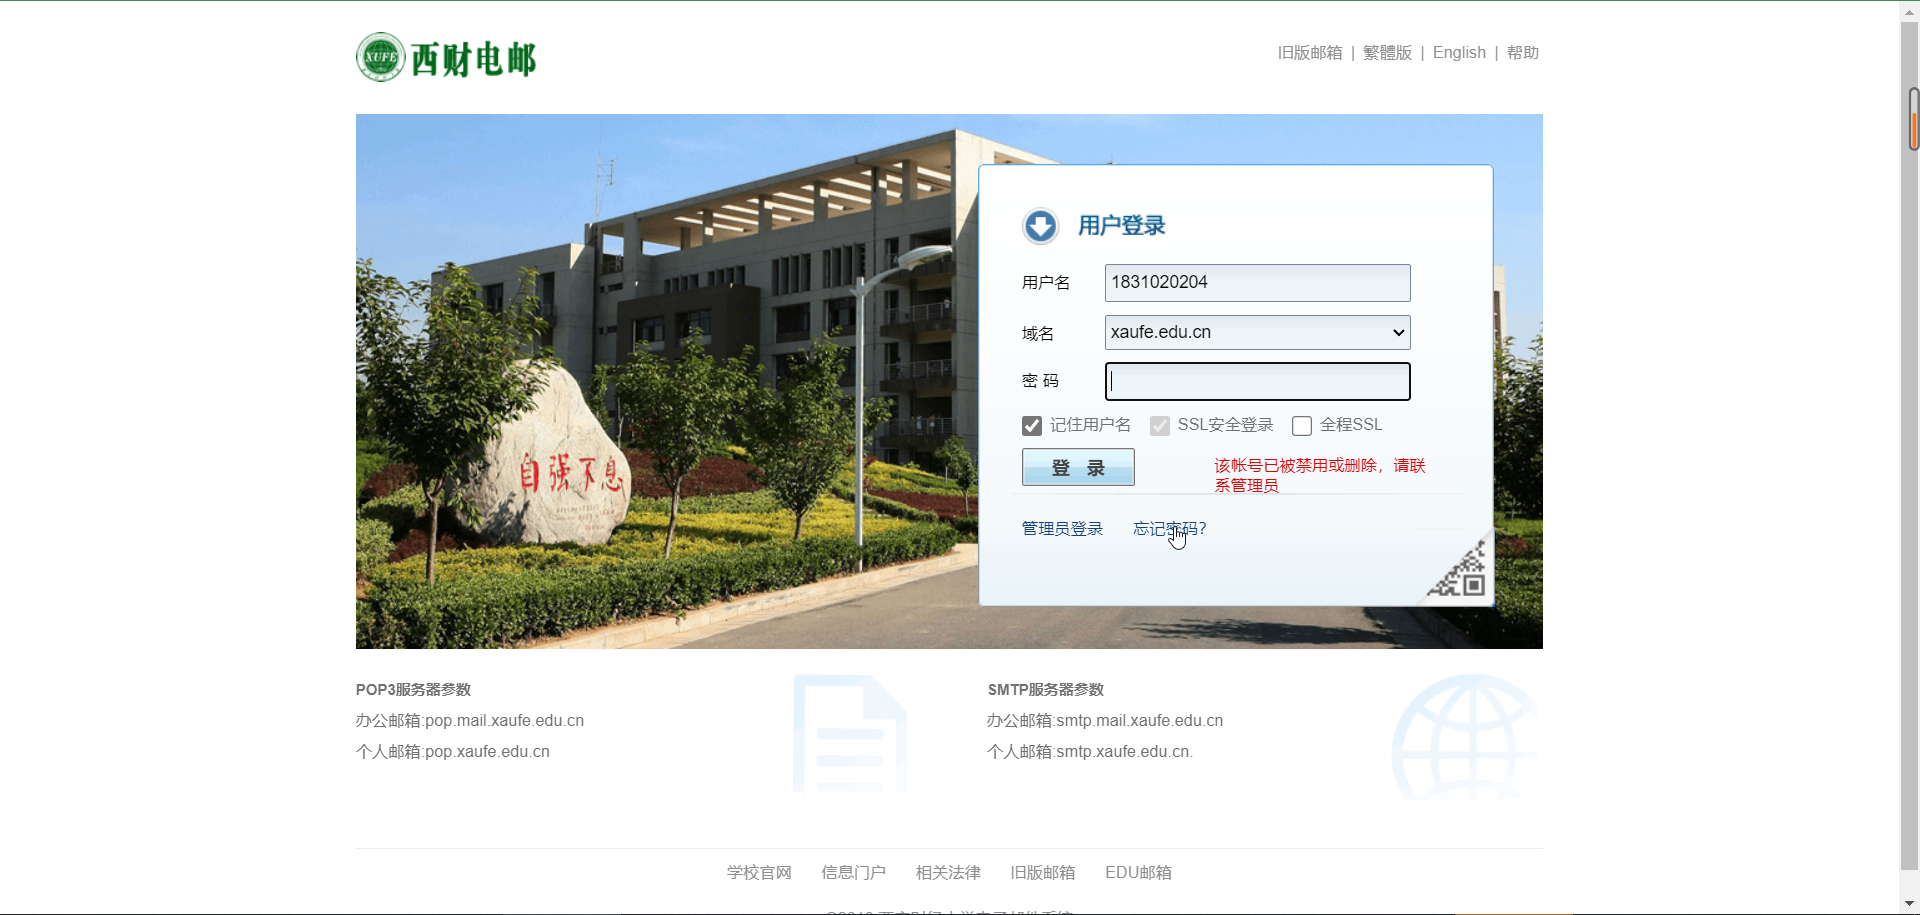 XUFE 西财电邮
旧版邮箱 | 繁體版 | English | 帮助
用户登录
用户名 1831020204
域名 xaufe.edu.cn
密 码
记住用户名 SSL安全登录 全程SSL
登 录
该帐号已被禁用或删除，请联
系管理员
管理员登录 忘记密码?
自强不息
POP3服务器参数
办公邮箱:pop.mail.xaufe.edu.cn
个人邮箱:pop.xaufe.edu.cn
SMTP服务器参数
办公邮箱:smtp.mail.xaufe.edu.cn
个人邮箱:smtp.xaufe.edu.cn.
学校官网 信息门户 相关法律 旧版邮箱 EDU邮箱